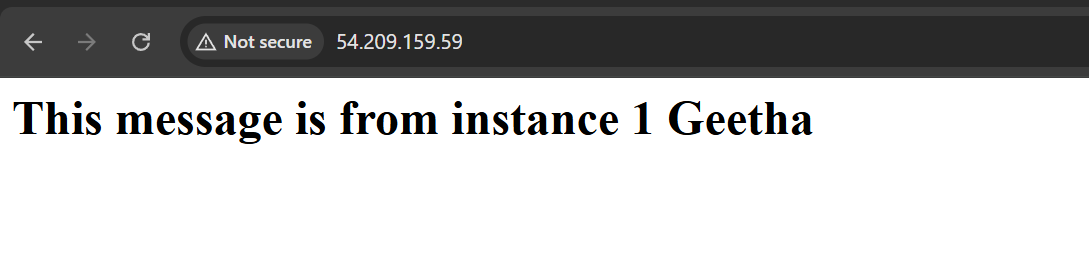 Not secure 54.209.159.59
This message is from instance 1 Geetha